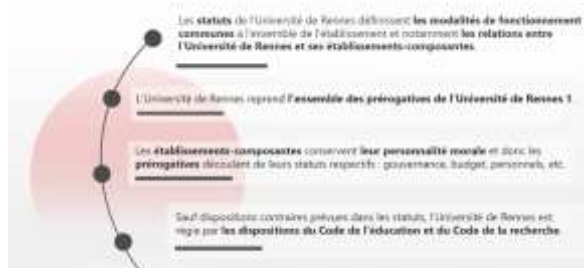 Les statuts de l'Université de Rennes définissent les modalités de fonctionnement
communes à l'ensemble de l'établissement et notamment les relations entre
l'Université de Rennes et ses établissements-composantes.
L'Université de Rennes reprend l'ensemble des prérogatives de l'Université de Rennes 1.
Les établissements-composantes conservent leur personnalité morale et donc les
prérogatives découlant de leurs statuts respectifs : gouvernance, budget, personnels, etc.
Sauf dispositions contraires prévues dans les statuts, l'Université de Rennes est
régie par les dispositions du Code de l'éducation et du Code de la recherche.